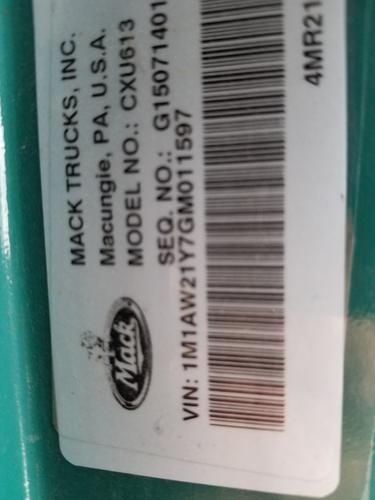 MACK TRUCKS, INC.
Macungie, PA, U.S.A.
MODEL NO.: CXU613
SEQ. NO.: G15071401
Mack
VIN: 1M1AW21Y7GM011597
4MR21